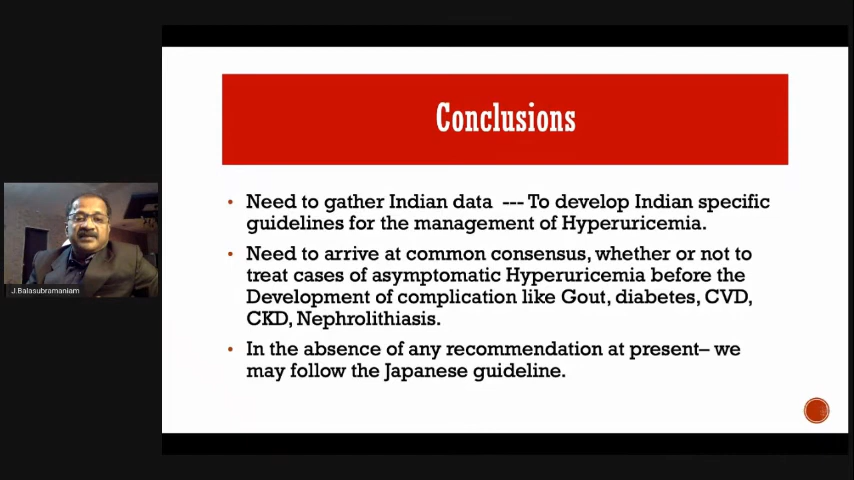 Conclusions
Need to gather Indian data --- To develop Indian specific
guidelines for the management of Hyperuricemia.
Need to arrive at common consensus, whether or not to
treat cases of asymptomatic Hyperuricemia before the
Development of complication like Gout, diabetes, CVD,
CKD, Nephrolithiasis.
In the absence of any recommendation at present– we
may follow the Japanese guideline.
J.Balasubramaniam